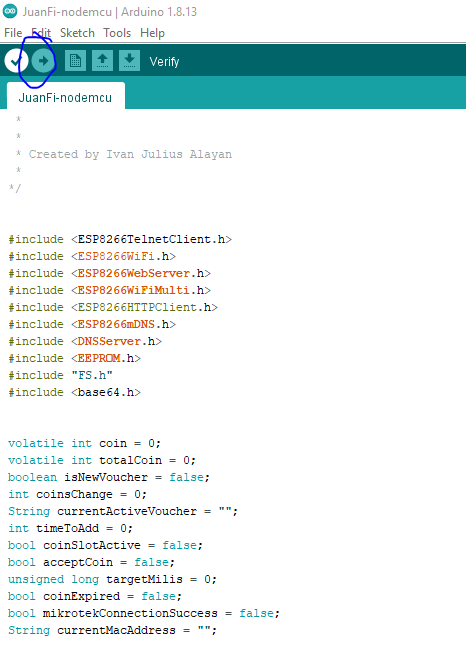 JuanFi-nodemcu | Arduino 1.8.13
File Edit Sketch Tools Help
Verify
JuanFi-nodemcu
*
*
* Created by Ivan Julius Alayan
*
*/
#include <ESP8266TelnetClient.h>
#include <ESP8266WiFi.h>
#include <ESP8266WebServer.h>
#include <ESP8266WiFiMulti.h>
#include <ESP8266HTTPClient.h>
#include <ESP8266mDNS.h>
#include <DNSServer.h>
#include <EEPROM.h>
#include "FS.h"
#include <base64.h>
volatile int coin = 0;
volatile int totalCoin = 0;
boolean isNewVoucher = false;
int coinsChange = 0;
String currentActiveVoucher = "";
int timeToAdd = 0;
bool coinSlotActive = false;
bool acceptCoin = false;
unsigned long targetMilis = 0;
bool coinExpired = false;
bool mikrotekConnectionSuccess = false;
String currentMacAddress = "";